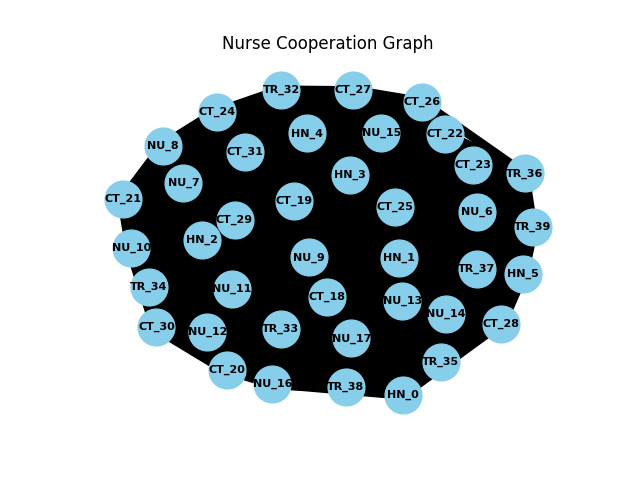 Nurse Cooperation Graph
TR_32
CT_27
CT_26
CT_24
HN_4
NU_15
CT_22
NU_8
CT_31
CT_23
TR_36
HN_3
NU_7
CT_21
CT_19
CT_25
NU_6
CT_29
TR_39
HN_2
NU_10
NU_9
HN_1
TR_37
HN_5
TR_34
NU_11
CT_18
NU_13
NU_14
CT_30
NU_12
TR_33
CT_28
NU_17
TR_35
CT_20
NU_16
TR_38
HN_0